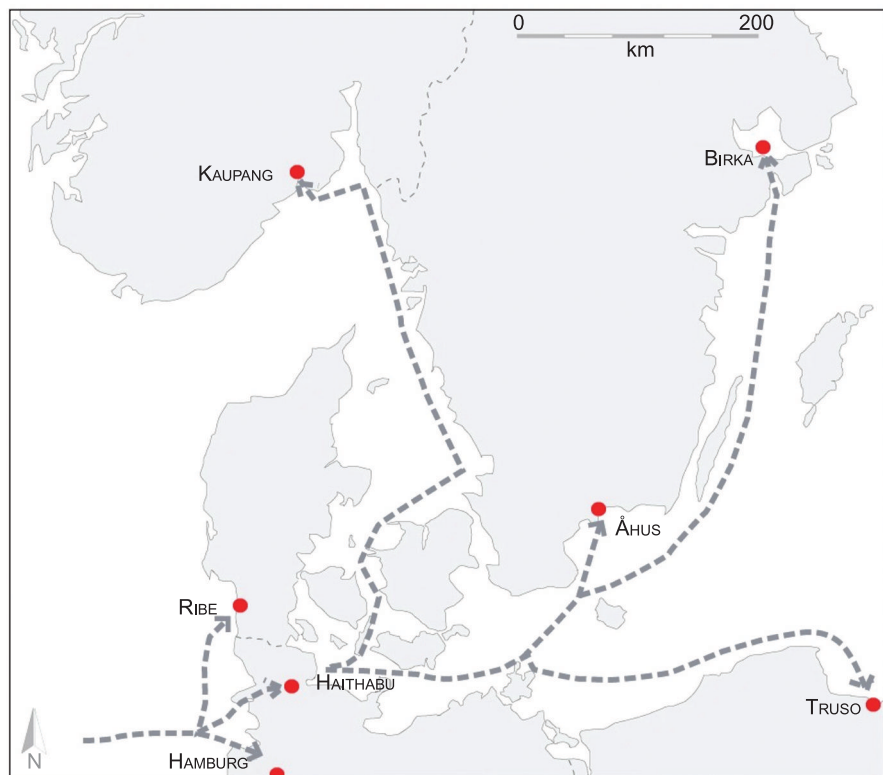 0 200
km
KAUPANG
BIRKA
ÅHUS
RIBE
HAITHABU
TRUSO
HAMBURG
N